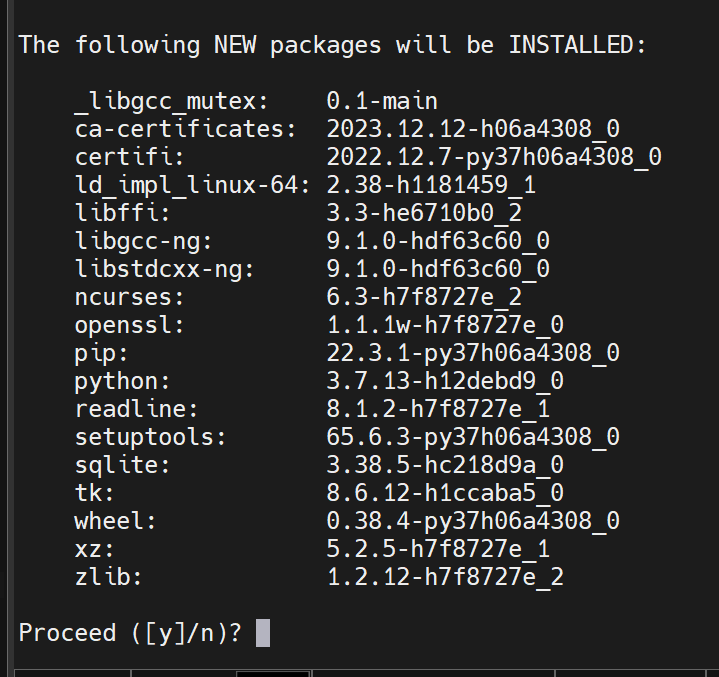 The following NEW packages will be INSTALLED:
_libgcc_mutex: 0.1-main
ca-certificates: 2023.12.12-h06a4308_0
certifi: 2022.12.7-py37h06a4308_0
ld_impl_linux-64: 2.38-h1181459_1
libffi: 3.3-he6710b0_2
libgcc-ng: 9.1.0-hdf63c60_0
libstdcxx-ng: 9.1.0-hdf63c60_0
ncurses: 6.3-h7f8727e_2
openssl: 1.1.1w-h7f8727e_0
pip: 22.3.1-py37h06a4308_0
python: 3.7.13-h12debd9_0
readline: 8.1.2-h7f8727e_1
setuptools: 65.6.3-py37h06a4308_0
sqlite: 3.38.5-hc218d9a_0
tk: 8.6.12-h1ccaba5_0
wheel: 0.38.4-py37h06a4308_0
xz: 5.2.5-h7f8727e_1
zlib: 1.2.12-h7f8727e_2
Proceed ([y]/n)?